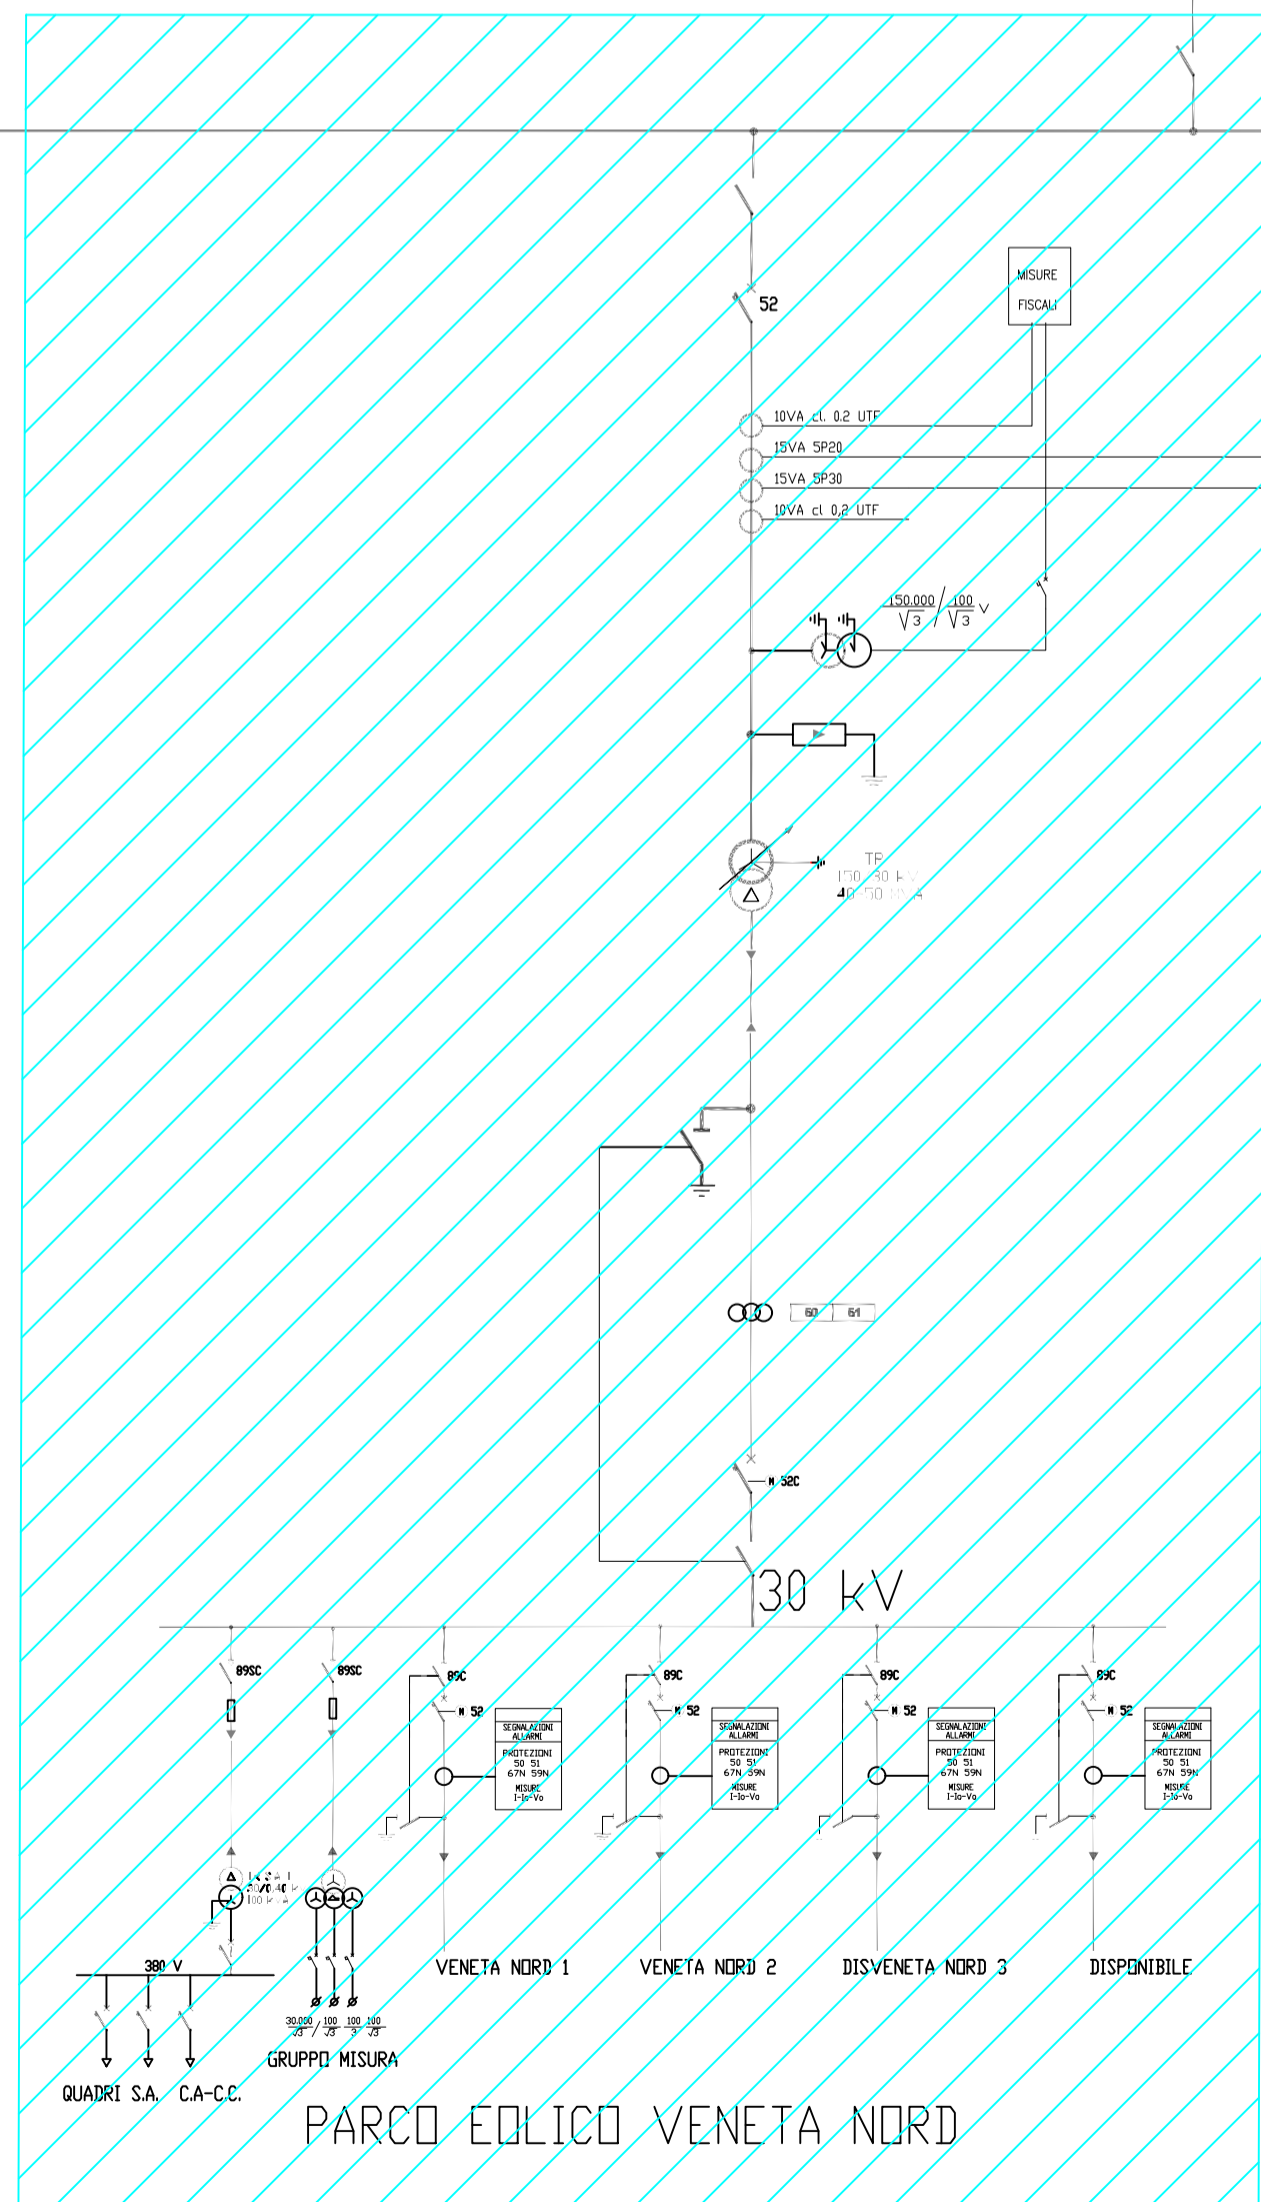 MISURE
FISCALI
52
10VA cl. 0.2 UTF
15VA 5P20
15VA 5P30
10VA cl 0,2 UTF
150.000/√3 / 100/√3 V
TR
150 30 kV
40-50 MVA
M 52C
30 kV
89SC
89SC
89C
89C
89C
89C
M 52
M 52
M 52
M 52
SEGNALAZIONI
ALLARMI
PROTEZIONI
50 51
67N 59N
MISURE
I-Io-Vo
SEGNALAZIONI
ALLARMI
PROTEZIONI
50 51
67N 59N
MISURE
I-Io-Vo
SEGNALAZIONI
ALLARMI
PROTEZIONI
50 51
67N 59N
MISURE
I-Io-Vo
SEGNALAZIONI
ALLARMI
PROTEZIONI
50 51
67N 59N
MISURE
I-Io-Vo
380 V
VENETA NORD 1
VENETA NORD 2
DISVENETA NORD 3
DISPONIBILE
30.000/√3 / 100/√3 100/3 100/√3
GRUPPO MISURA
QUADRI S.A. C.A-C.C.
PARCO EOLICO VENETA NORD